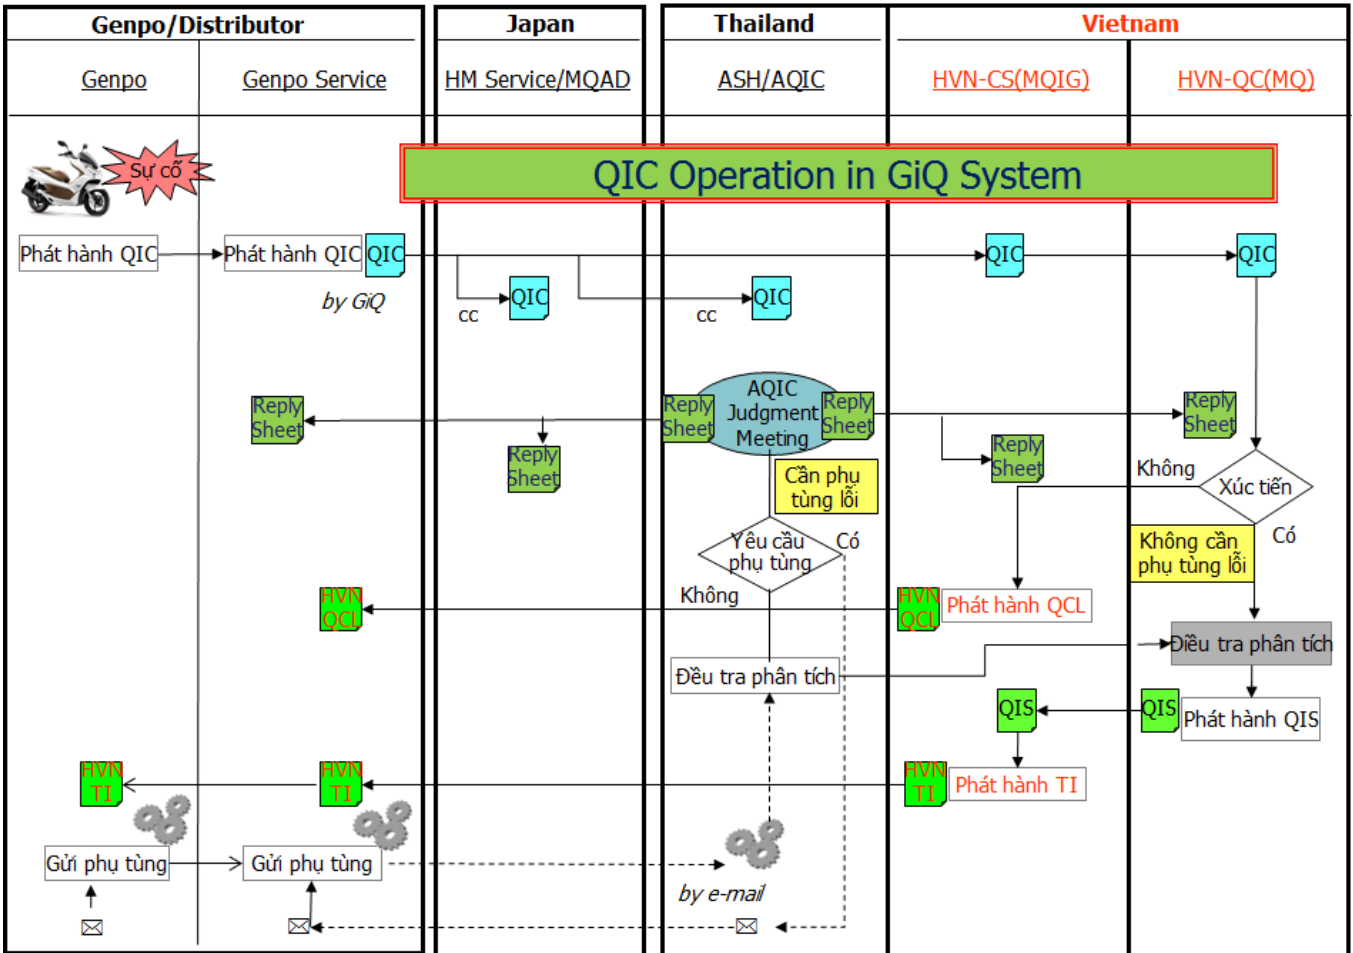 Genpo/Distributor
Japan
Thailand
Vietnam
Genpo
Genpo Service
HM Service/MQAD
ASH/AQIC
HVN-CS(MQIG)
HVN-QC(MQ)
Sự cố
QIC Operation in GiQ System
Phát hành QIC
Phát hành QIC
QIC
QIC
QIC
by GiQ
cc
QIC
cc
QIC
Reply
Sheet
Reply
Sheet
Reply
Sheet
AQIC
Judgment
Meeting
Reply
Sheet
Reply
Sheet
Reply
Sheet
Cần phụ
tùng lỗi
Không
Xúc tiến
Có
Yêu cầu
phụ tùng
Có
Không
Không cần
phụ tùng lỗi
HVN
QCL
HVN
QCL
Phát hành QCL
Điều tra phân tích
Đều tra phân tích
QIS
QIS
Phát hành QIS
HVN
TI
HVN
TI
HVN
TI
Phát hành TI
Gửi phụ tùng
Gửi phụ tùng
by e-mail